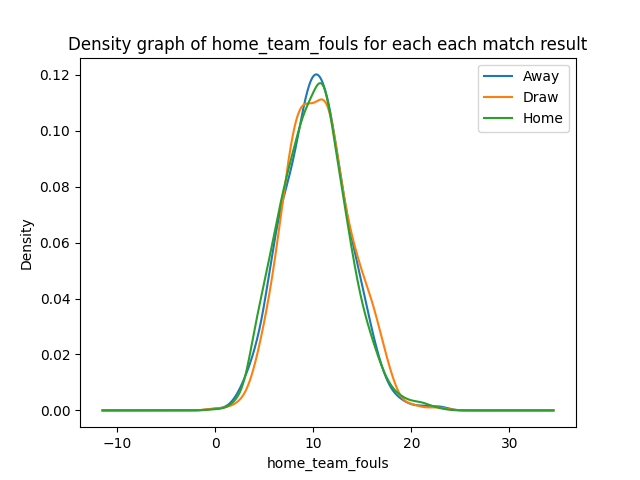 Density graph of home_team_fouls for each each match result
Away
Draw
Home
0.12
0.10
0.08
0.06
0.04
0.02
0.00
Density
−10
0
10
20
30
home_team_fouls